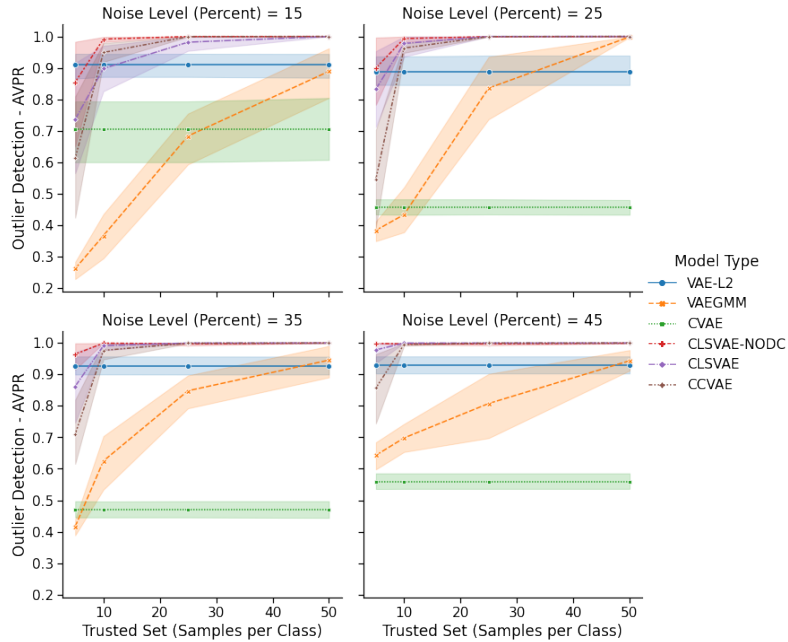 Noise Level (Percent) = 15
Noise Level (Percent) = 25
Outlier Detection - AVPR
1.0
0.9
0.8
0.7
0.6
0.5
0.4
0.3
0.2
Model Type
VAE-L2
VAEGMM
CVAE
CLSVAE-NODC
CLSVAE
CCVAE
Noise Level (Percent) = 35
Noise Level (Percent) = 45
Outlier Detection - AVPR
1.0
0.9
0.8
0.7
0.6
0.5
0.4
0.3
0.2
10 20 30 40 50
10 20 30 40 50
Trusted Set (Samples per Class)
Trusted Set (Samples per Class)